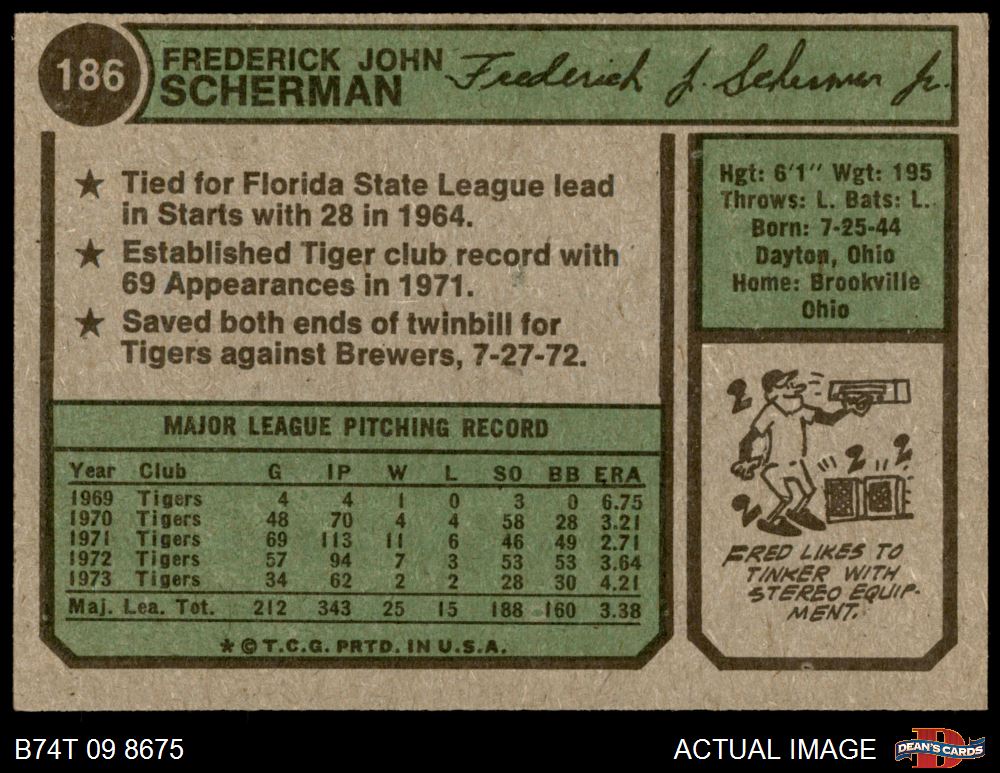 186
FREDERICK JOHN
SCHERMAN
Frederick J. Scherman Jr.
★ Tied for Florida State League lead
in Starts with 28 in 1964.
★ Established Tiger club record with
69 Appearances in 1971.
★ Saved both ends of twinbill for
Tigers against Brewers, 7-27-72.
Hgt: 6'1" Wgt: 195
Throws: L. Bats: L.
Born: 7-25-44
Dayton, Ohio
Home: Brookville
Ohio
MAJOR LEAGUE PITCHING RECORD
Year Club G IP W L SO BB ERA
1969 Tigers 4 4 1 0 3 0 6.75
1970 Tigers 48 70 4 4 58 28 3.21
1971 Tigers 69 113 11 6 46 49 2.71
1972 Tigers 57 94 7 3 53 53 3.64
1973 Tigers 34 62 2 2 28 30 4.21
Maj. Lea. Tot. 212 343 25 15 188 160 3.38
★ © T.C.G. PRTD. IN U.S.A.
FRED LIKES TO
TINKER WITH
STEREO EQUIP-
MENT.
B74T 09 8675
ACTUAL IMAGE
DEAN'S CARDS